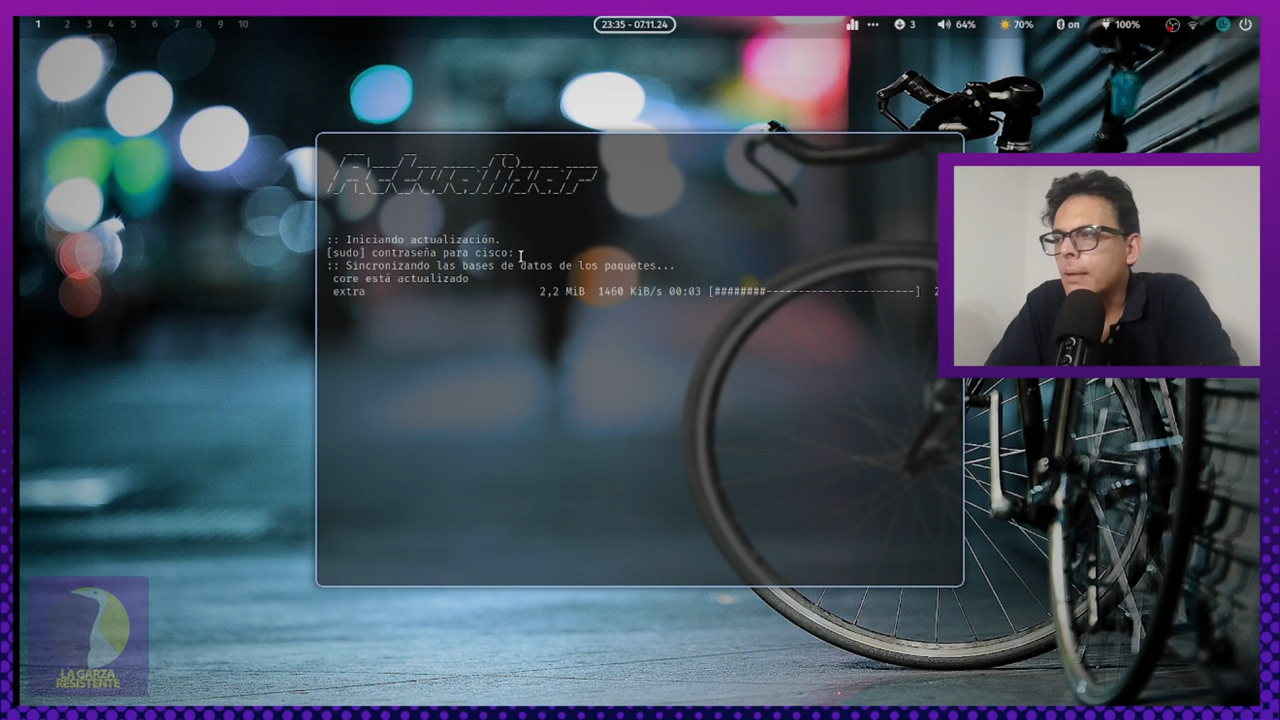 1 2 3 4 5 6 7 8 9 10
23:35 - 07.11.24
3 64% 70% on 100%
Actualizar
:: Iniciando actualización.
[sudo] contraseña para cisco:
:: Sincronizando las bases de datos de los paquetes...
core está actualizado
extra 2,2 MiB 1460 KiB/s 00:03 [########-----------------------] 2
LA GARZA
RESISTENTE